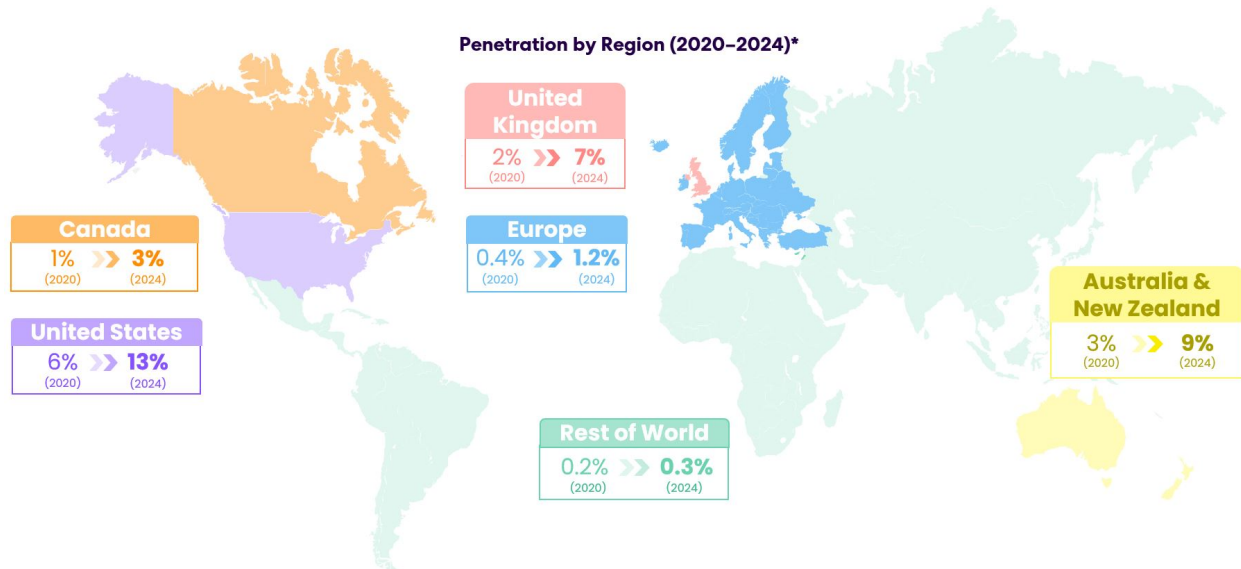 Penetration by Region (2020–2024)*
United
Kingdom
2% 7%
(2020) (2024)
Canada
1% 3%
(2020) (2024)
Europe
0.4% 1.2%
(2020) (2024)
Australia &
New Zealand
3% 9%
(2020) (2024)
United States
6% 13%
(2020) (2024)
Rest of World
0.2% 0.3%
(2020) (2024)